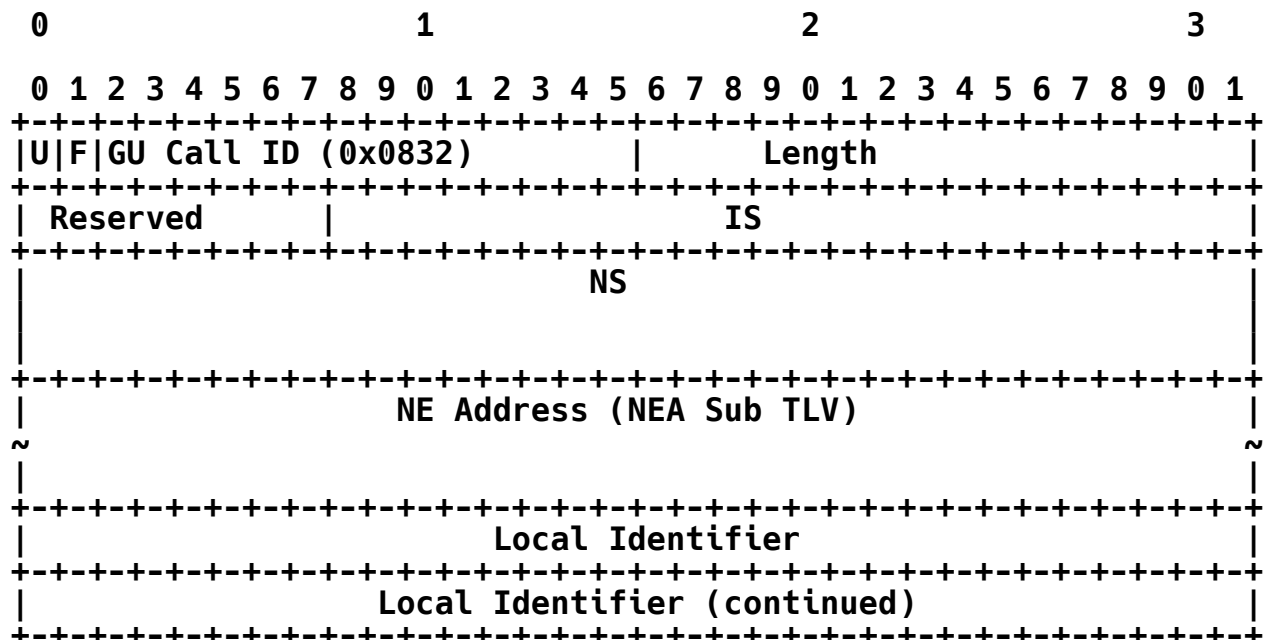 0                   1                   2                   3
0 1 2 3 4 5 6 7 8 9 0 1 2 3 4 5 6 7 8 9 0 1 2 3 4 5 6 7 8 9 0 1
+-+-+-+-+-+-+-+-+-+-+-+-+-+-+-+-+-+-+-+-+-+-+-+-+-+-+-+-+-+-+-+-+
|U|F|GU Call ID (0x0832)        |      Length                   |
+-+-+-+-+-+-+-+-+-+-+-+-+-+-+-+-+-+-+-+-+-+-+-+-+-+-+-+-+-+-+-+-+
| Reserved      |                    IS                         |
+-+-+-+-+-+-+-+-+-+-+-+-+-+-+-+-+-+-+-+-+-+-+-+-+-+-+-+-+-+-+-+-+
|                             NS                                |
|                                                               |
|                                                               |
+-+-+-+-+-+-+-+-+-+-+-+-+-+-+-+-+-+-+-+-+-+-+-+-+-+-+-+-+-+-+-+-+
|                   NE Address (NEA Sub TLV)                    |
~                                                               ~
|                                                               |
+-+-+-+-+-+-+-+-+-+-+-+-+-+-+-+-+-+-+-+-+-+-+-+-+-+-+-+-+-+-+-+-+
|                        Local Identifier                       |
+-+-+-+-+-+-+-+-+-+-+-+-+-+-+-+-+-+-+-+-+-+-+-+-+-+-+-+-+-+-+-+-+
|                  Local Identifier (continued)                 |
+-+-+-+-+-+-+-+-+-+-+-+-+-+-+-+-+-+-+-+-+-+-+-+-+-+-+-+-+-+-+-+-+